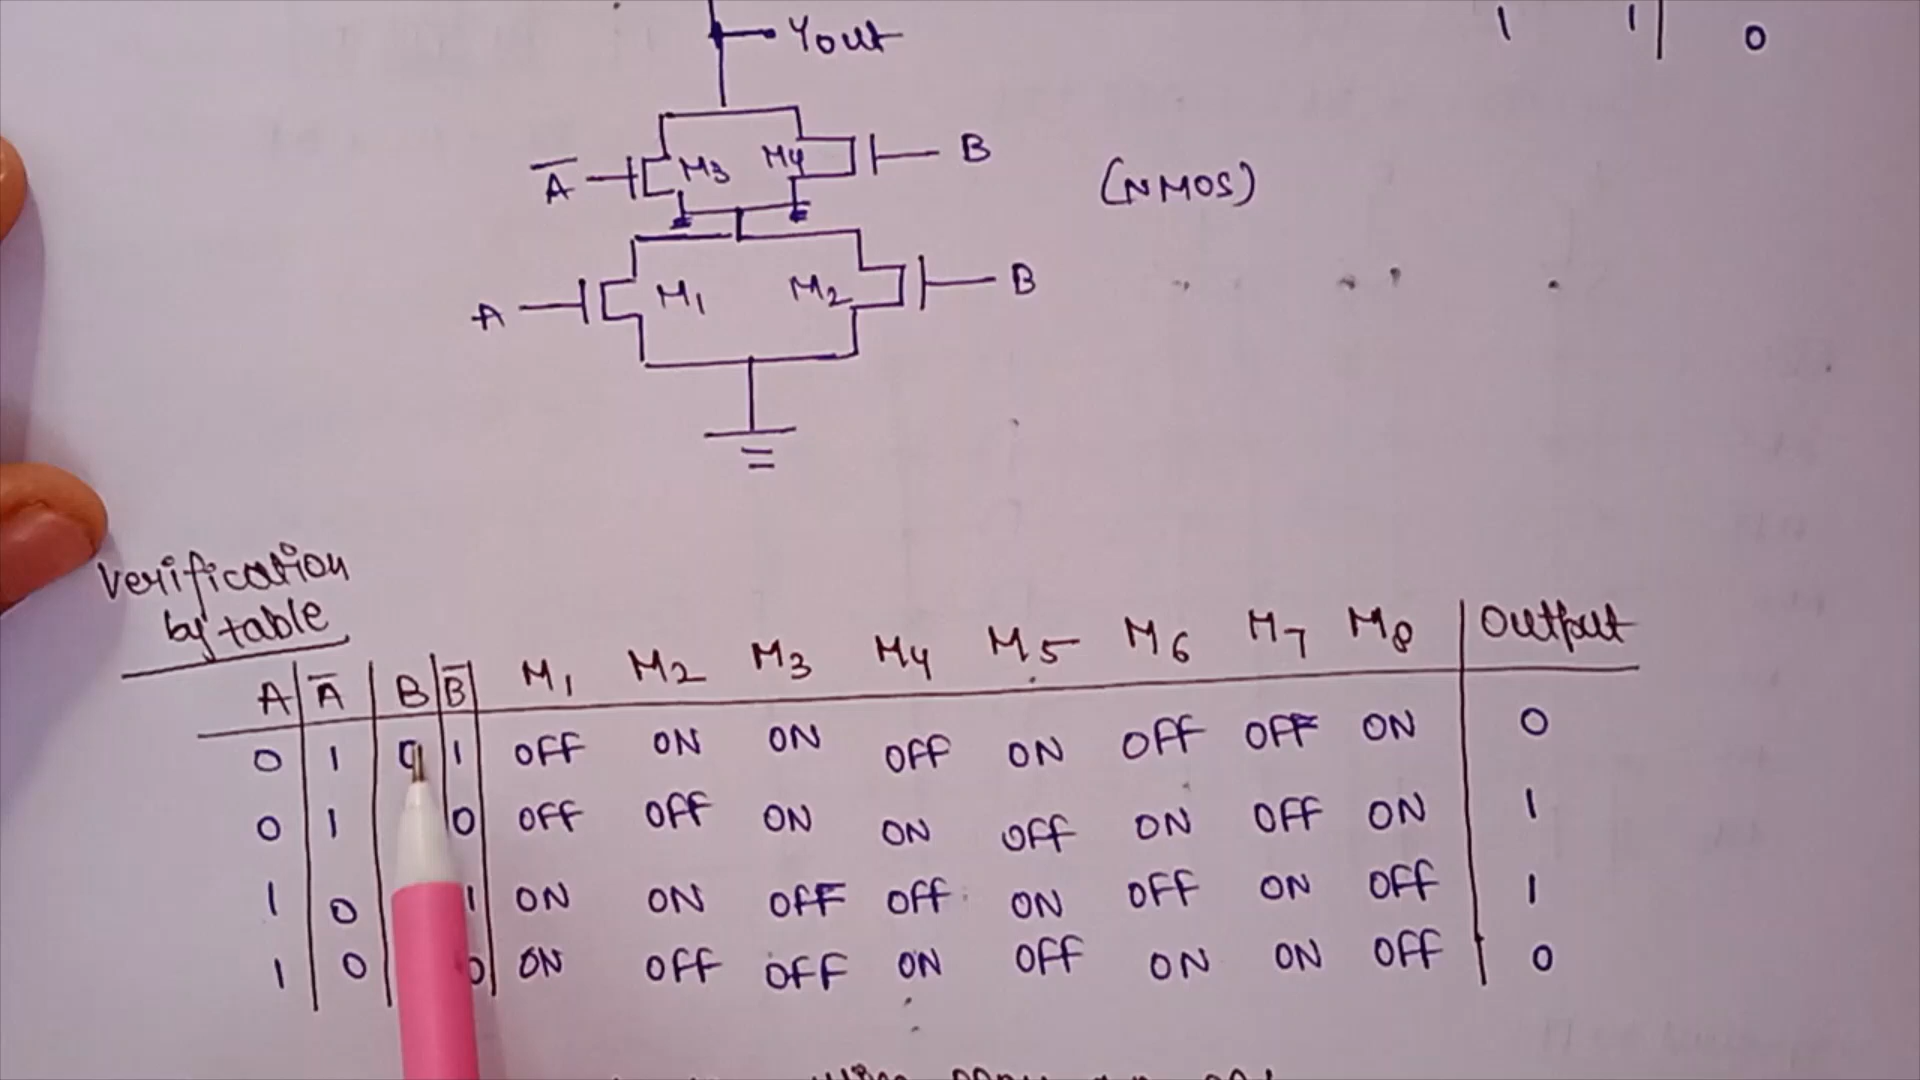 Yout
1 1 0
A̅ M3 M4 B
(NMOS)
A M1 M2 B
Verification
by table
A A̅ B B̅ M1 M2 M3 M4 M5 M6 M7 M8 Output
0 1 0 1 OFF ON ON OFF ON OFF OFF ON 0
0 1 0 OFF OFF ON ON OFF ON OFF ON 1
1 0 1 ON ON OFF OFF ON OFF ON OFF 1
1 0 0 ON OFF OFF ON OFF ON ON OFF 0